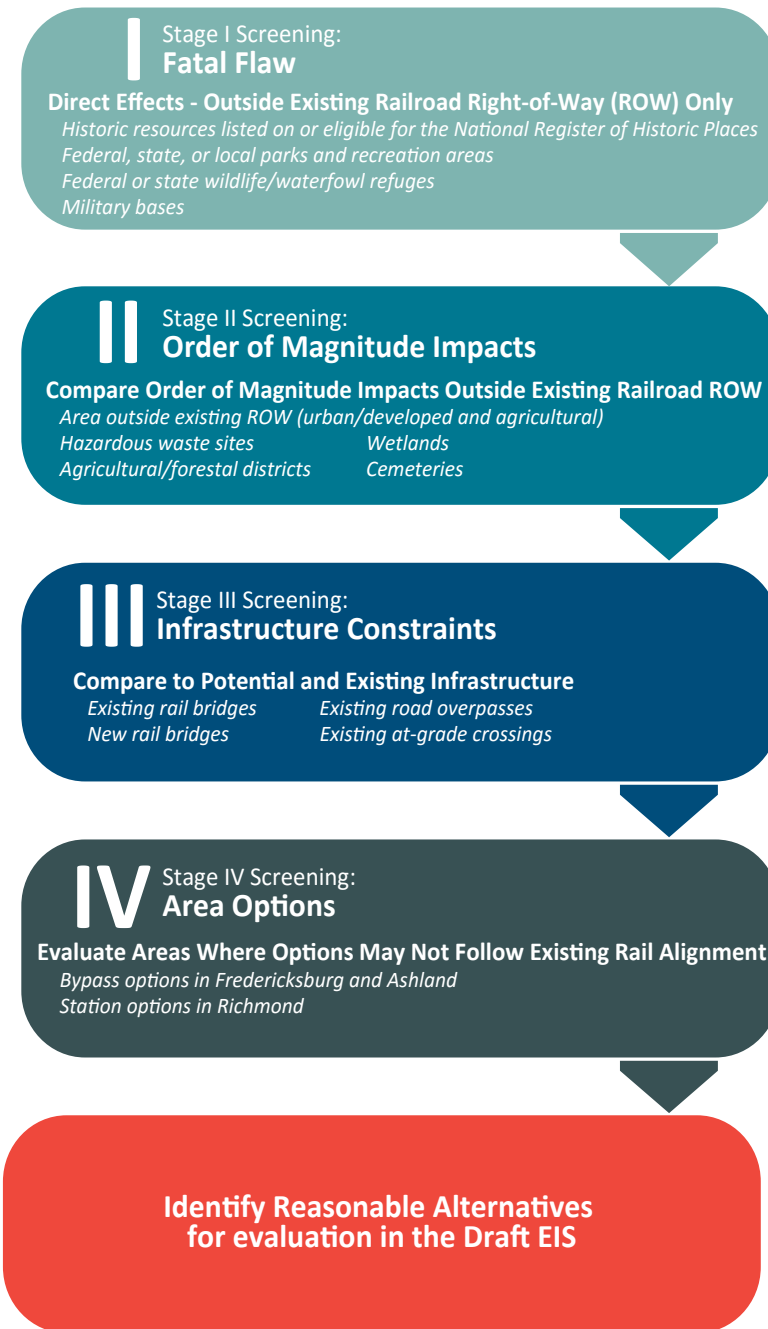 I
Stage I Screening:
Fatal Flaw
Direct Effects - Outside Existing Railroad Right-of-Way (ROW) Only
Historic resources listed on or eligible for the National Register of Historic Places
Federal, state, or local parks and recreation areas
Federal or state wildlife/waterfowl refuges
Military bases
II
Stage II Screening:
Order of Magnitude Impacts
Compare Order of Magnitude Impacts Outside Existing Railroad ROW
Area outside existing ROW (urban/developed and agricultural)
Hazardous waste sites Wetlands
Agricultural/forestal districts Cemeteries
III
Stage III Screening:
Infrastructure Constraints
Compare to Potential and Existing Infrastructure
Existing rail bridges Existing road overpasses
New rail bridges Existing at-grade crossings
IV
Stage IV Screening:
Area Options
Evaluate Areas Where Options May Not Follow Existing Rail Alignment
Bypass options in Fredericksburg and Ashland
Station options in Richmond
Identify Reasonable Alternatives
for evaluation in the Draft EIS